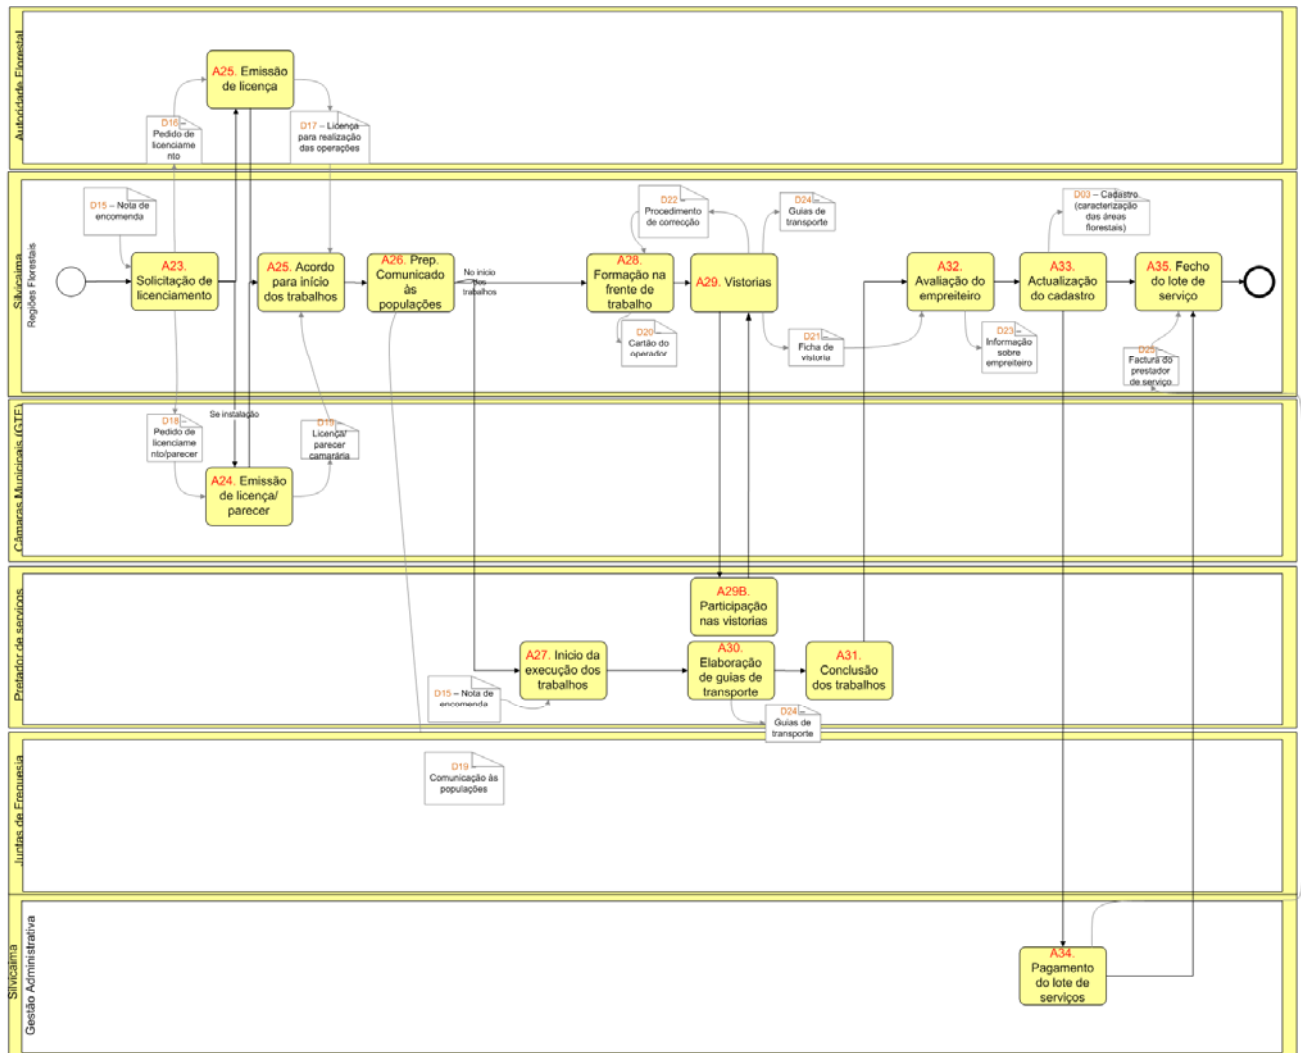 Autoridade Florestal
A25. Emissão
de licença
D16 –
Pedido de
licenciame
nto
D17 – Licença
para realização
das operações
Silvicaima
Regiões Florestais
D15 – Nota de
encomenda
A23.
Solicitação de
licenciamento
A25. Acordo
para início
dos trabalhos
A26. Prep.
Comunicado
às
populações
No inicio
dos
trabalhos
D22 –
Procedimento
de correcção
D24 –
Guias de
transporte
A28.
Formação na
frente de
trabalho
A29. Vistorias
D20 –
Cartão do
operador
D21 –
Ficha de
vistoria
A32.
Avaliação do
empreiteiro
D23 –
Informação
sobre
empreiteiro
D03 – Cadastro
(caracterização
das áreas
florestais)
A33.
Actualização
do cadastro
A35. Fecho
do lote de
serviço
D25 –
Factura do
prestador
de serviço
Câmaras Municipais (GTF)
Se instalação
D18 –
Pedido de
licenciame
nto/parecer
D19 –
Licença/
parecer
camarária
A24. Emissão
de licença/
parecer
Pretador de serviços
A29B.
Participação
nas vistorias
A27. Inicio da
execução dos
trabalhos
A30.
Elaboração
de guias de
transporte
A31.
Conclusão
dos trabalhos
D15 – Nota de
encomenda
D24 –
Guias de
transporte
Juntas de Freguesia
D19 –
Comunicação às
populações
Silvicaima
Gestão Administrativa
A34.
Pagamento
do lote de
serviços